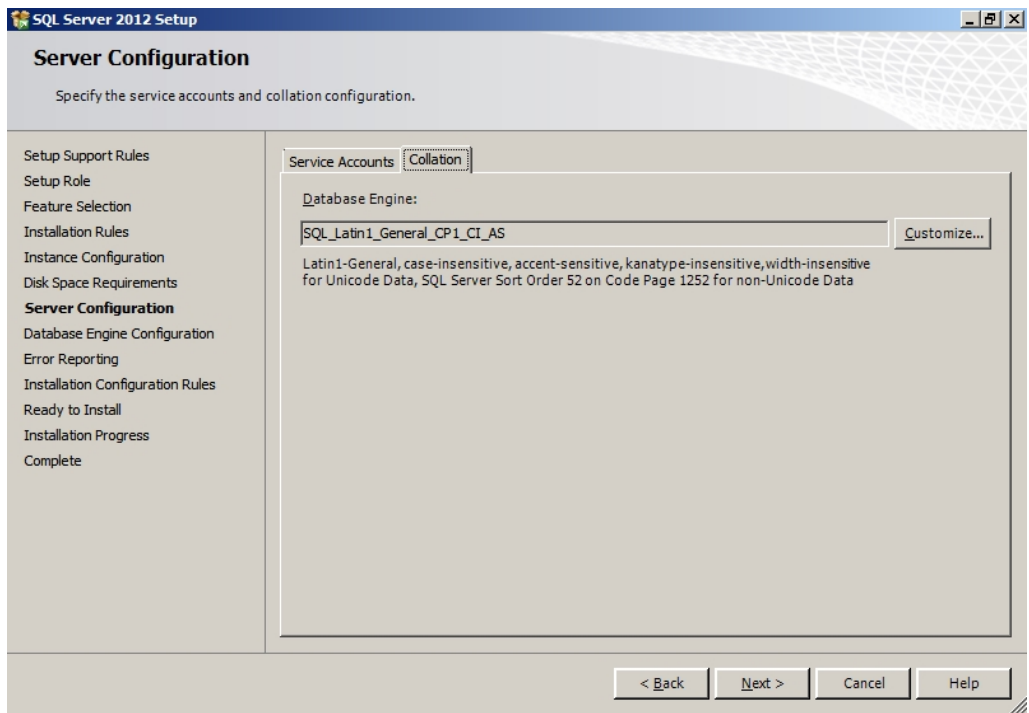 SQL Server 2012 Setup
Server Configuration
Specify the service accounts and collation configuration.
Setup Support Rules
Setup Role
Feature Selection
Installation Rules
Instance Configuration
Disk Space Requirements
Server Configuration
Database Engine Configuration
Error Reporting
Installation Configuration Rules
Ready to Install
Installation Progress
Complete
Service Accounts Collation
Database Engine:
SQL_Latin1_General_CP1_CI_AS Customize...
Latin1-General, case-insensitive, accent-sensitive, kanatype-insensitive,width-insensitive
for Unicode Data, SQL Server Sort Order 52 on Code Page 1252 for non-Unicode Data
< Back Next > Cancel Help